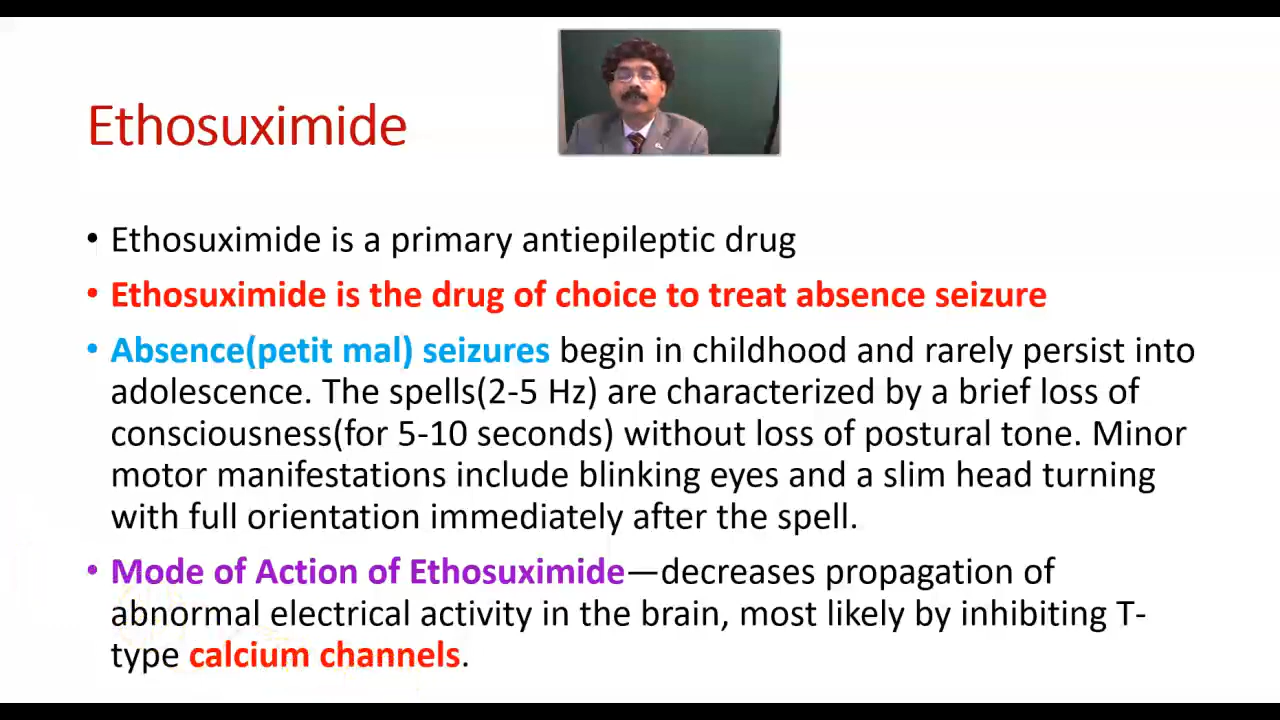 Ethosuximide
• Ethosuximide is a primary antiepileptic drug
• Ethosuximide is the drug of choice to treat absence seizure
• Absence(petit mal) seizures begin in childhood and rarely persist into
adolescence. The spells(2-5 Hz) are characterized by a brief loss of
consciousness(for 5-10 seconds) without loss of postural tone. Minor
motor manifestations include blinking eyes and a slim head turning
with full orientation immediately after the spell.
• Mode of Action of Ethosuximide—decreases propagation of
abnormal electrical activity in the brain, most likely by inhibiting T-
type calcium channels.